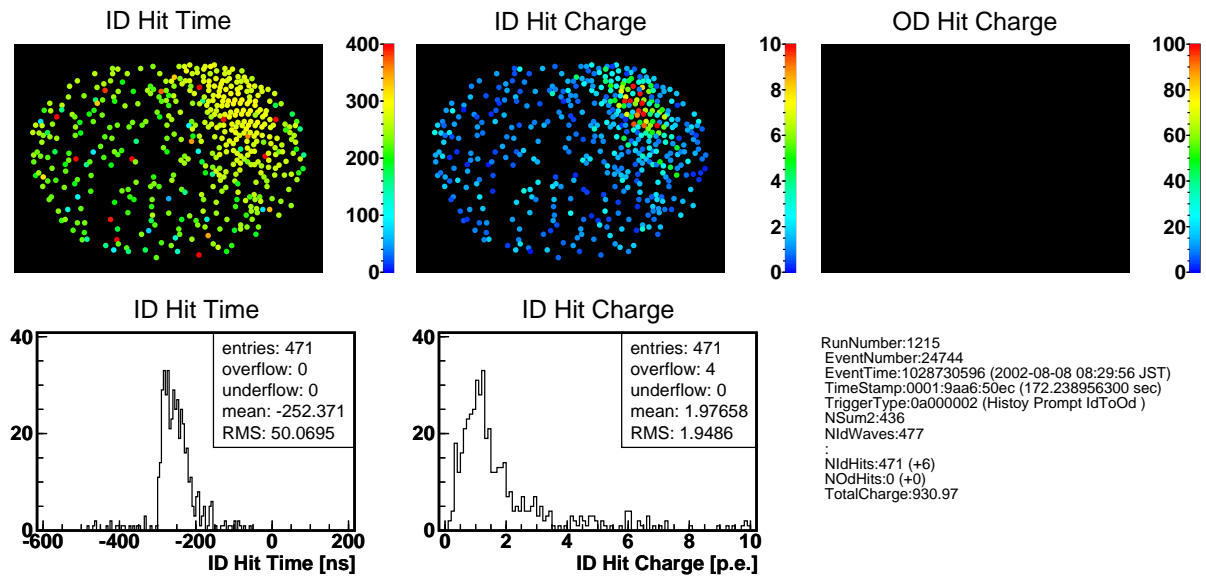 ID Hit Time
ID Hit Charge
OD Hit Charge
400
300
200
100
0
10
8
6
4
2
0
100
80
60
40
20
0
ID Hit Time
40
20
0
entries: 471
overflow: 0
underflow: 0
mean: -252.371
RMS: 50.0695
-600 -400 -200 0 200
ID Hit Time [ns]
ID Hit Charge
40
20
0
entries: 471
overflow: 4
underflow: 0
mean: 1.97658
RMS: 1.9486
0 2 4 6 8 10
ID Hit Charge [p.e.]
RunNumber:1215
EventNumber:24744
EventTime:1028730596 (2002-08-08 08:29:56 JST)
TimeStamp:0001:9aa6:50ec (172.238956300 sec)
TriggerType:0a000002 (Histoy Prompt IdToOd )
NSum2:436
NIdWaves:477
:
NIdHits:471 (+6)
NOdHits:0 (+0)
TotalCharge:930.97